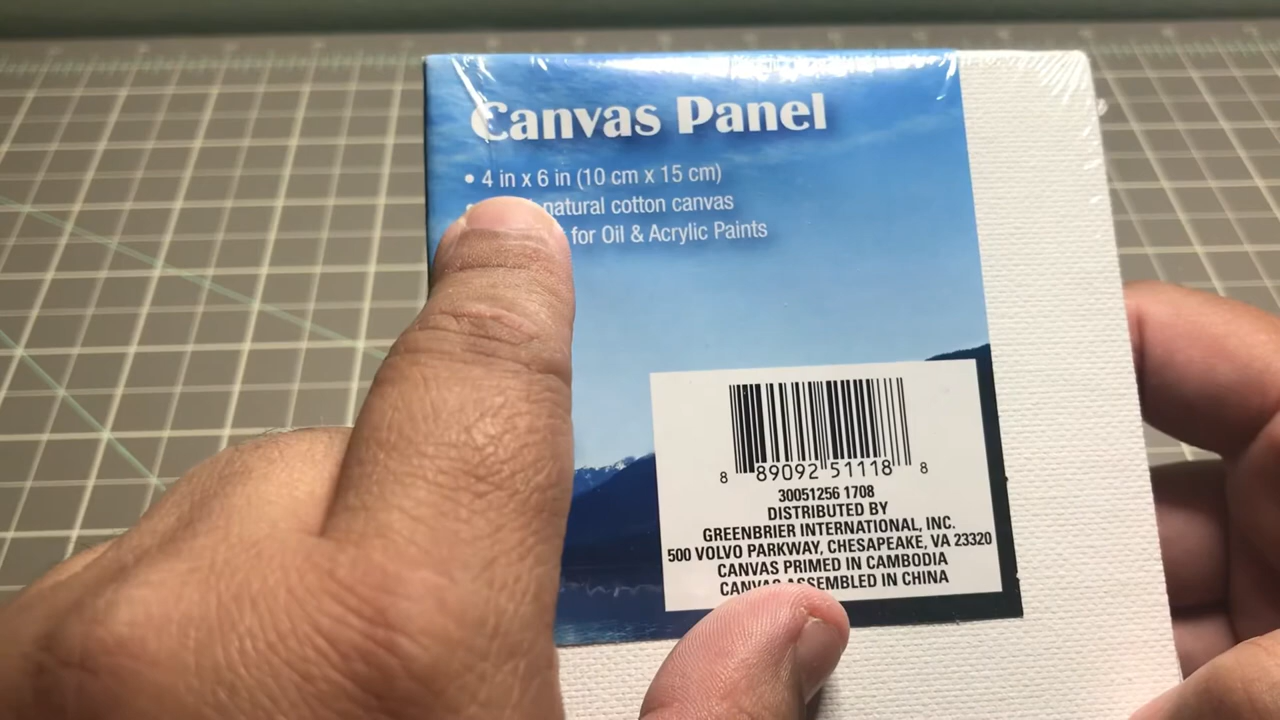 Canvas Panel
• 4 in x 6 in (10 cm x 15 cm)
natural cotton canvas
for Oil & Acrylic Paints
8 89092 51118 8
30051256 1708
DISTRIBUTED BY
GREENBRIER INTERNATIONAL, INC.
500 VOLVO PARKWAY, CHESAPEAKE, VA 23320
CANVAS PRIMED IN CAMBODIA
CANVAS ASSEMBLED IN CHINA